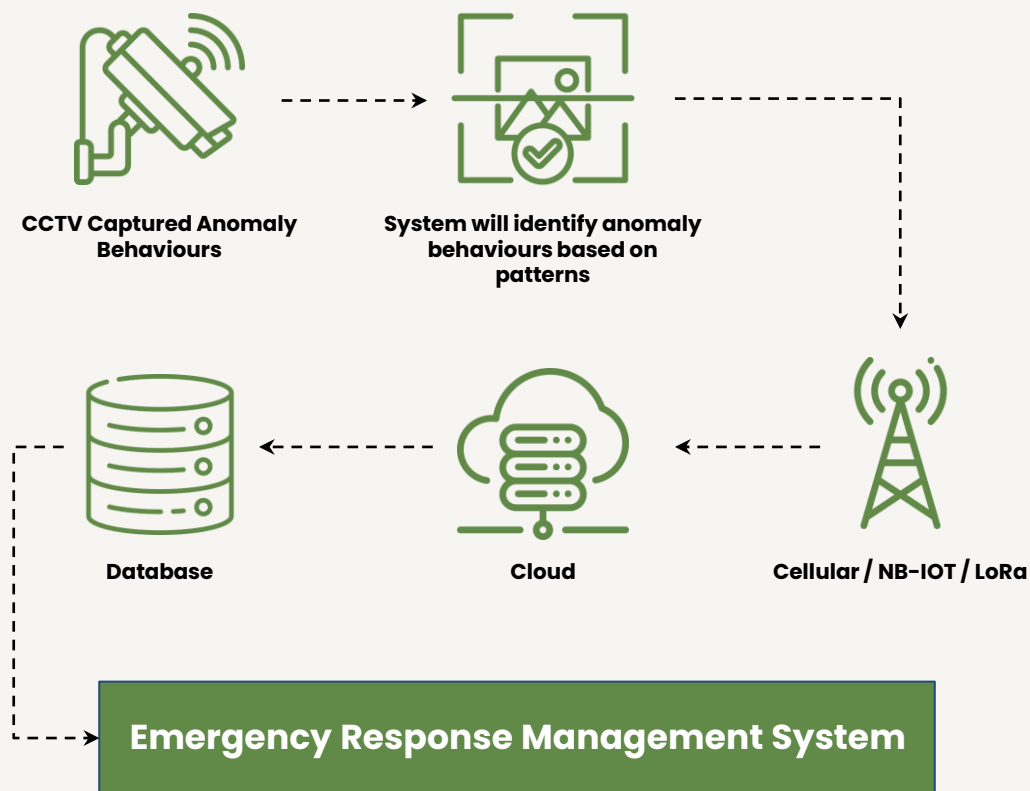 CCTV Captured Anomaly
Behaviours
System will identify anomaly
behaviours based on
patterns
Database
Cloud
Cellular / NB-IOT / LoRa
Emergency Response Management System